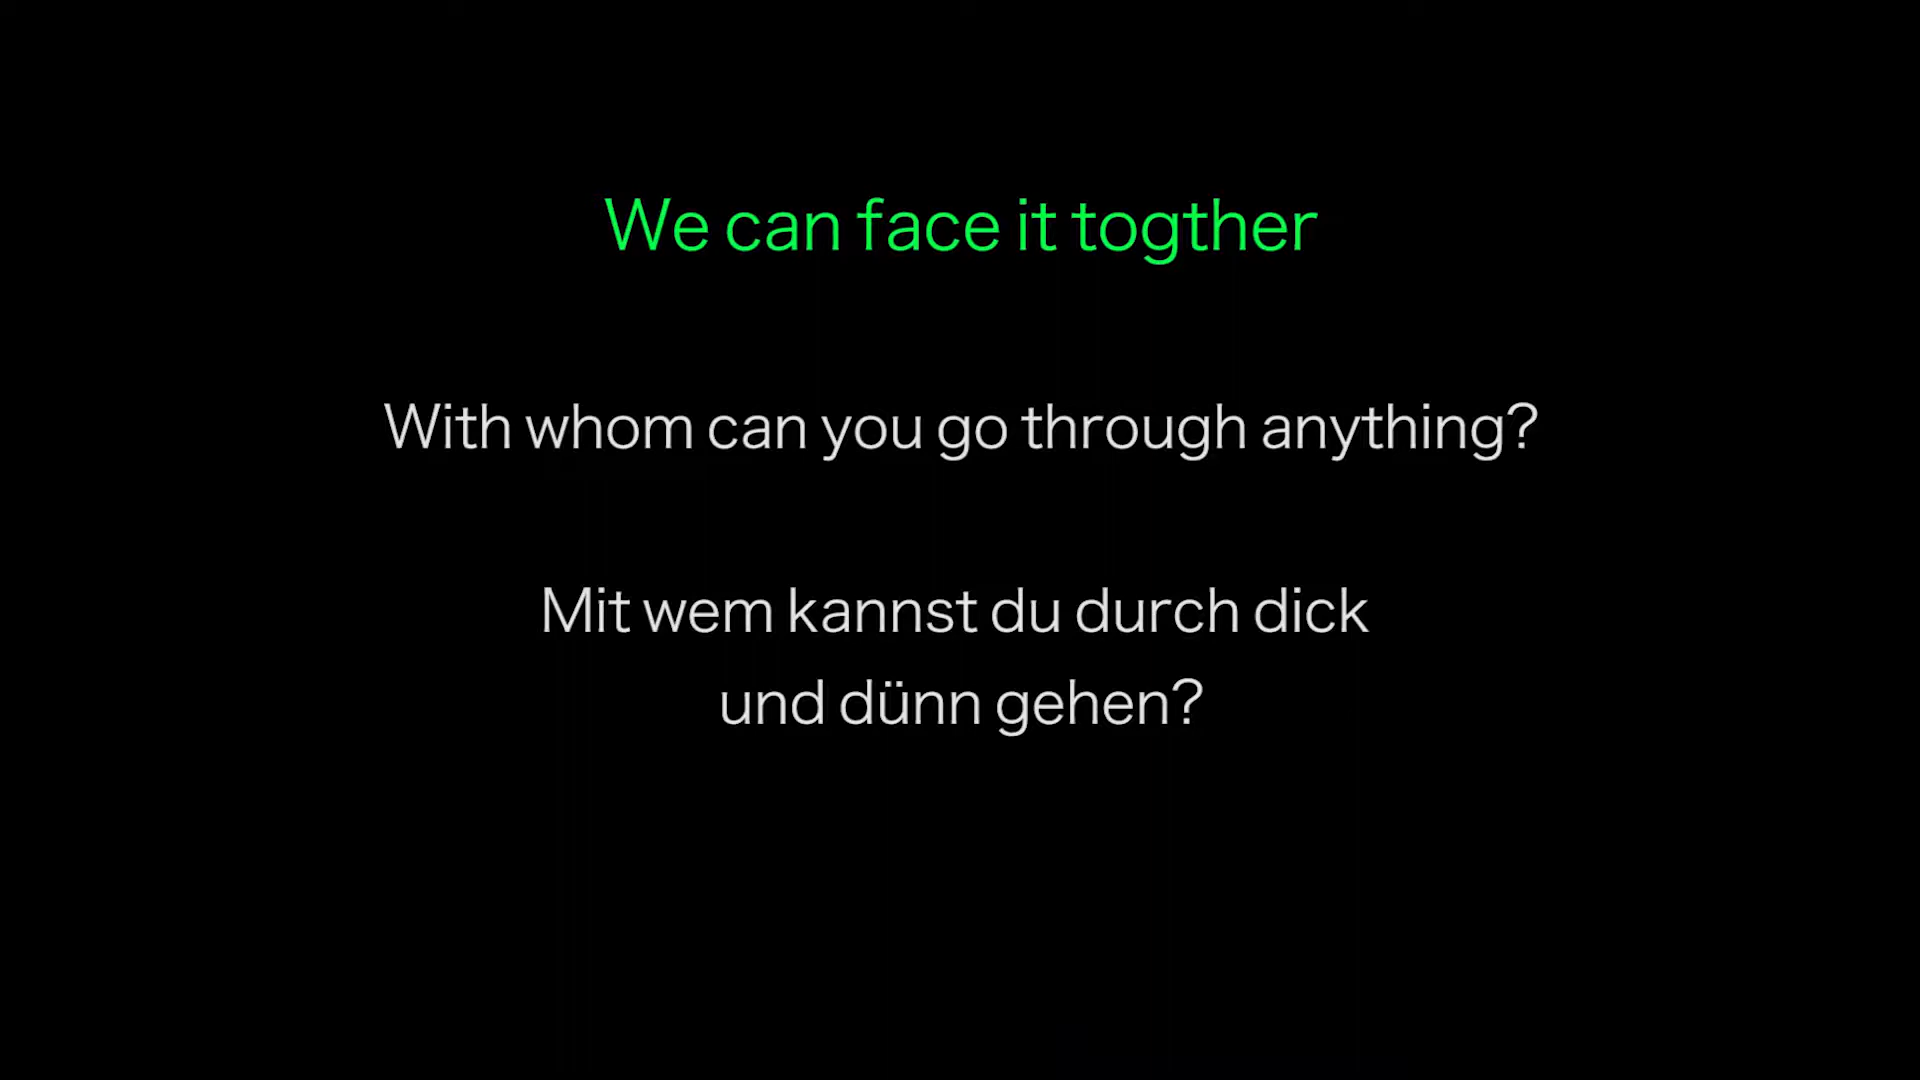 We can face it togther
With whom can you go through anything?
Mit wem kannst du durch dick
und dünn gehen?